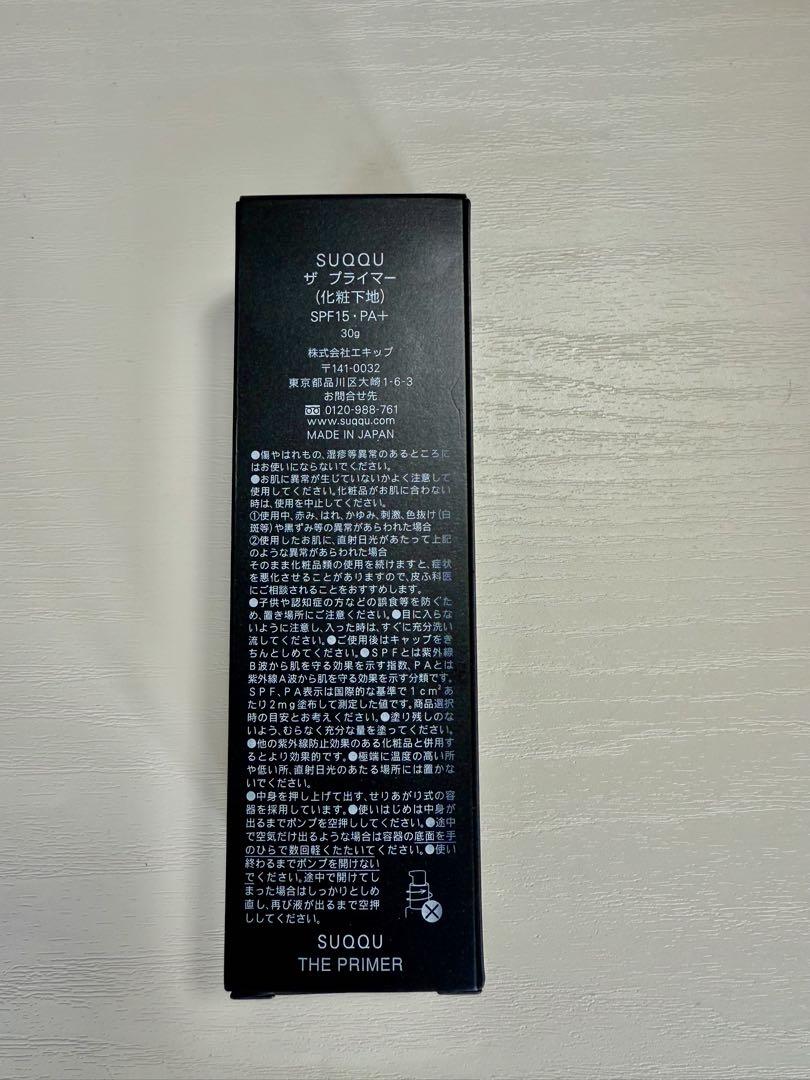 SUQQU
ザ プライマー
(化粧下地)
SPF15・PA＋
30g
株式会社エキップ
〒141-0032
東京都品川区大崎1-6-3
お問合せ先
0120-988-761
www.suqqu.com
MADE IN JAPAN
●傷やはれもの、湿疹等異常のあるところに
はお使いにならないでください。
●お肌に異常が生じていないかよく注意して
使用してください。化粧品がお肌に合わない
時は、使用を中止してください。
①使用中、赤み、はれ、かゆみ、刺激、色抜け(白
斑等)や黒ずみ等の異常があらわれた場合
②使用したお肌に、直射日光があたって上記
のような異常があらわれた場合
そのまま化粧品類の使用を続けますと、症状
を悪化させることがありますので、皮ふ科医
にご相談されることをおすすめします。
●子供や認知症の方などの誤食等を防ぐた
め、置き場所にご注意ください。●目に入らな
いように注意し、入った時は、すぐに充分洗い
流してください。●ご使用後はキャップをき
ちんとしめてください。●SPFとは紫外線
B波から肌を守る効果を示す指数、PAとは
紫外線A波から肌を守る効果を示す分類です。
SPF、PA表示は国際的な基準で1cm²あ
たり2mg塗布して測定した値です。商品選択
時の目安とお考えください。●塗り残しのな
いよう、むらなく充分な量を塗ってください。
●他の紫外線防止効果のある化粧品と併用す
るとより効果的です。●極端に温度の高い所
や低い所、直射日光のあたる場所には置かな
いでください。
●中身を押し上げて出す、せりあがり式の容
器を採用しています。●使いはじめは中身が
出るまでポンプを空押ししてください。●途中
で空気だけ出るような場合は容器の底面を手
のひらで数回軽くたたいてください。●使い
終わるまでポンプを開けない
でください。途中で開けてし
まった場合はしっかりとしめ
直し、再び液が出るまで空押
ししてください。
SUQQU
THE PRIMER